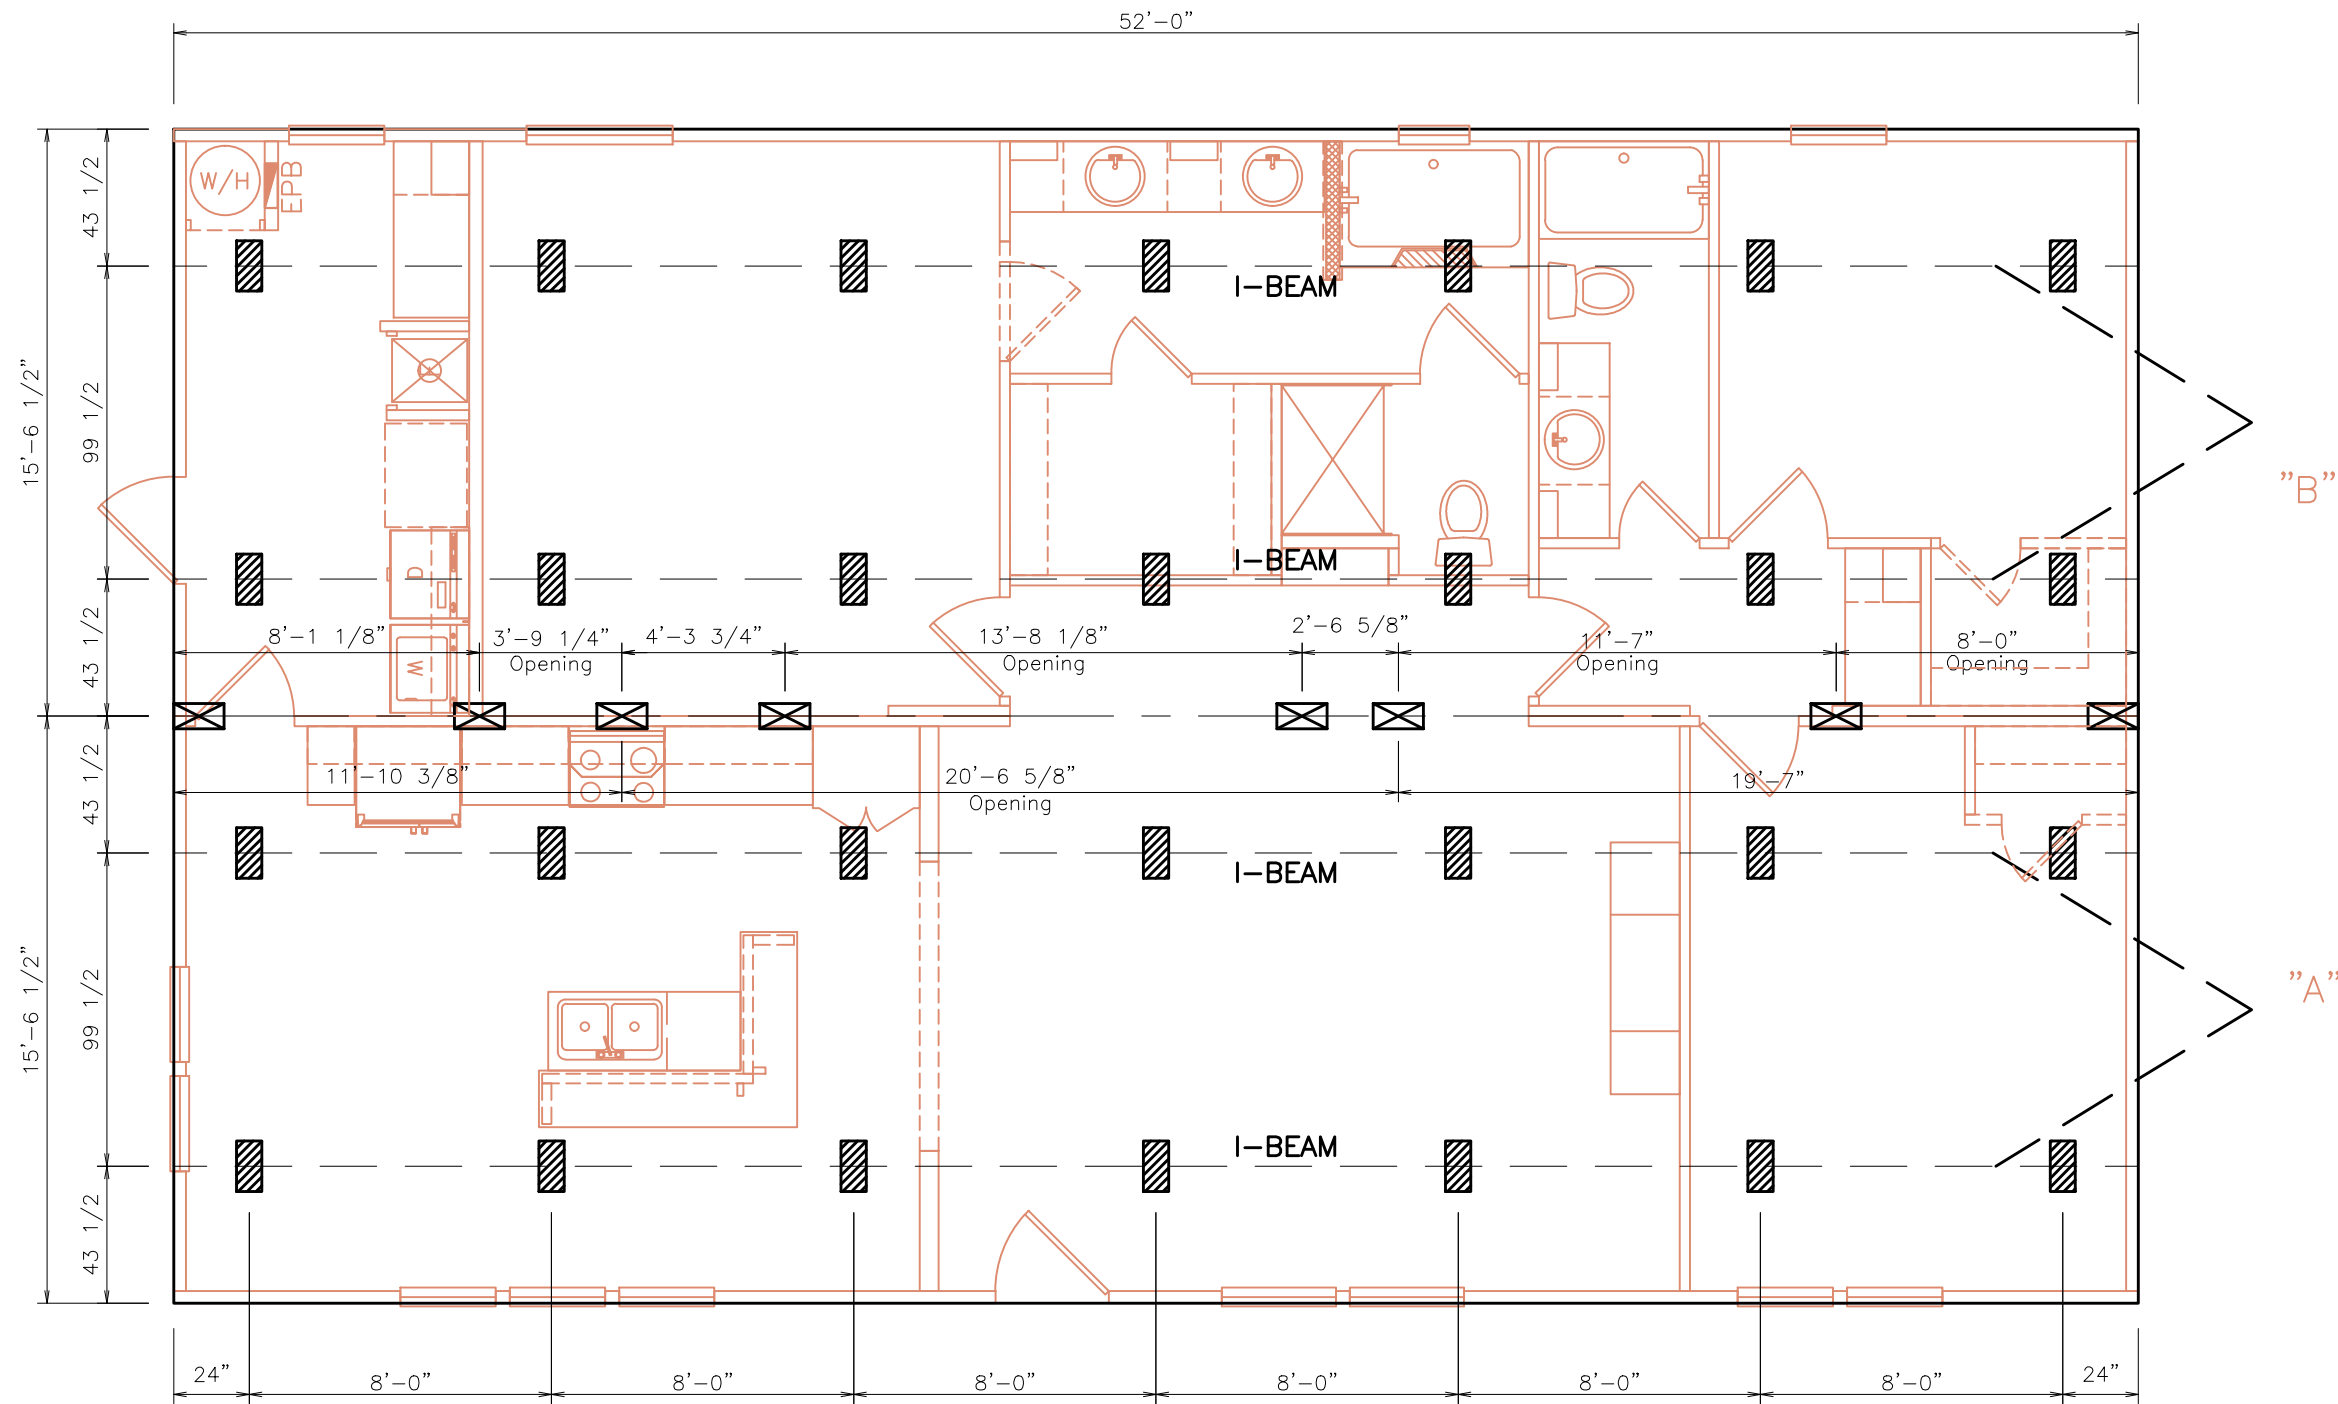 52'-0"
43 1/2
W/H
EPB
I-BEAM
15'-6 1/2"
99 1/2
"B"
I-BEAM
D
43 1/2
8'-1 1/8"
3'-9 1/4"
Opening
4'-3 3/4"
13'-8 1/8"
Opening
2'-6 5/8"
11'-7"
Opening
8'-0"
Opening
W
43 1/2
11'-10 3/8"
20'-6 5/8"
Opening
19'-7"
I-BEAM
15'-6 1/2"
99 1/2
"A"
I-BEAM
43 1/2
24"
8'-0"
8'-0"
8'-0"
8'-0"
8'-0"
8'-0"
24"